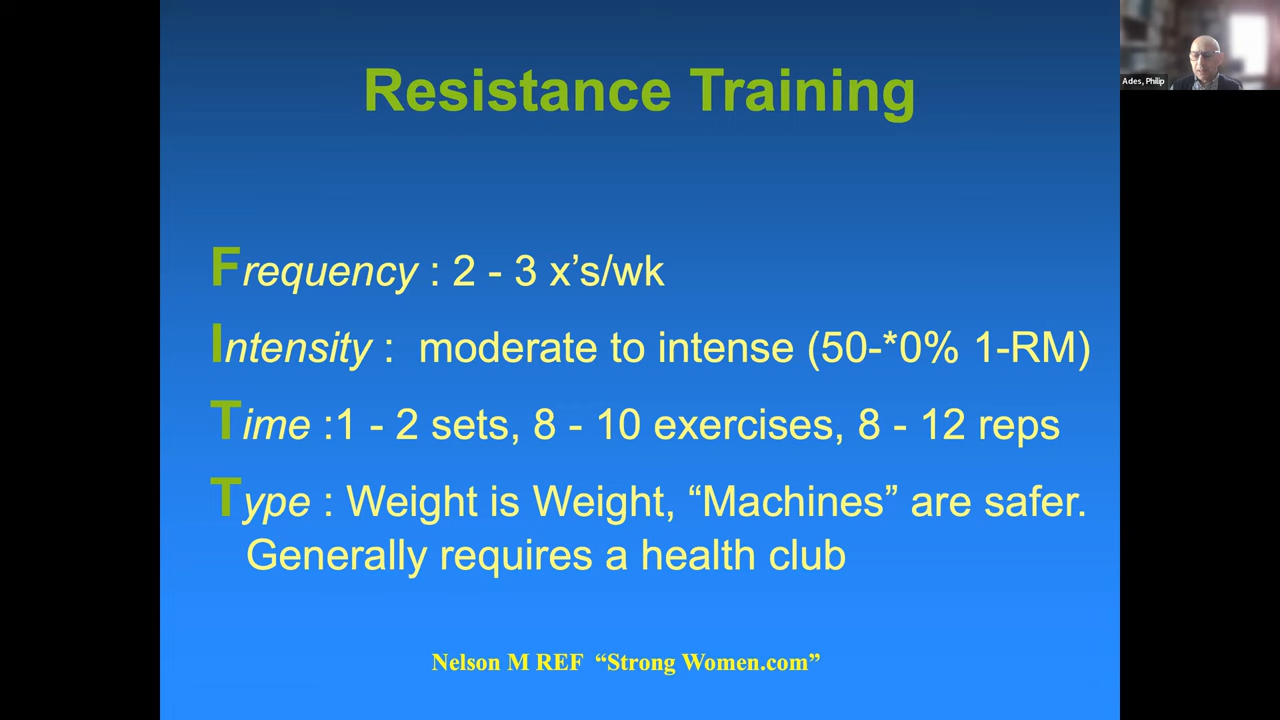 Resistance Training
Ades, Philip
Frequency : 2 - 3 x’s/wk
Intensity :  moderate to intense (50-*0% 1-RM)
Time :1 - 2 sets, 8 - 10 exercises, 8 - 12 reps
Type : Weight is Weight, “Machines” are safer.
Generally requires a health club
Nelson M REF  “Strong Women.com”